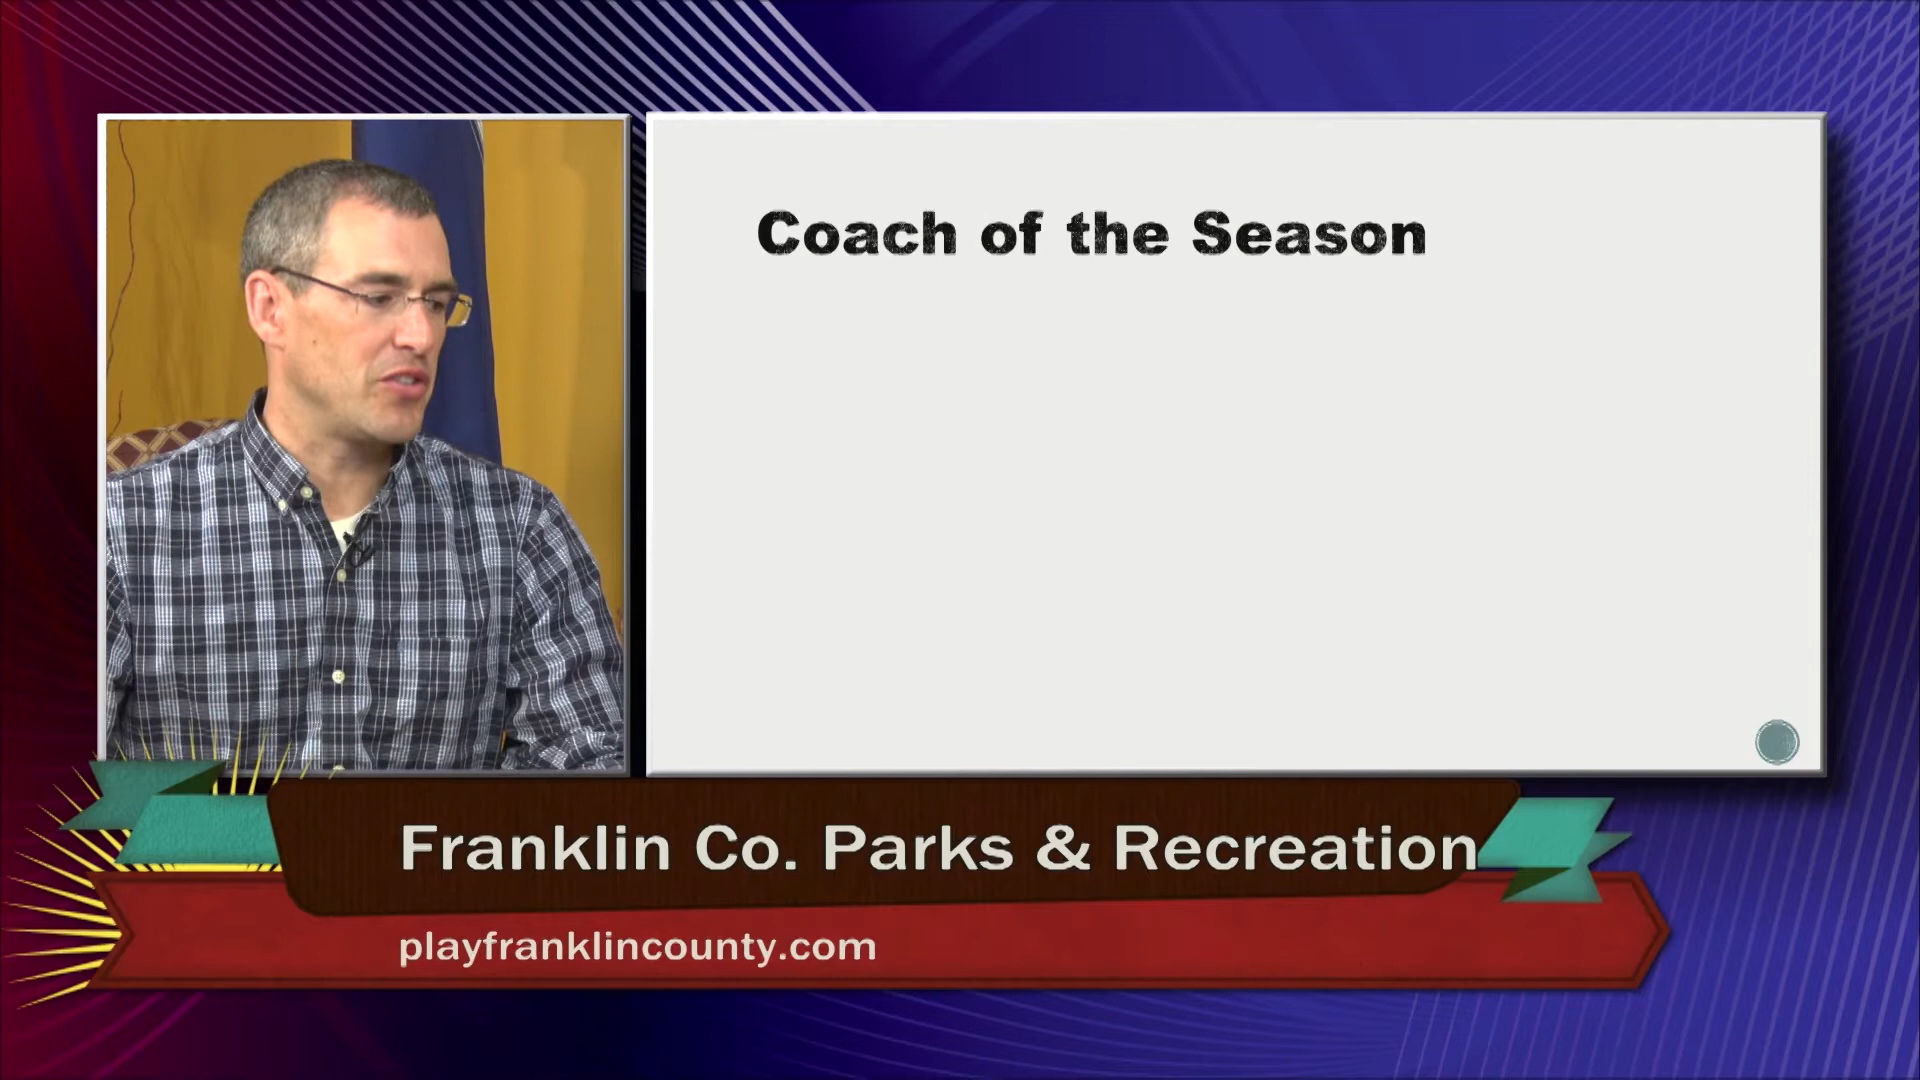 Coach of the Season
Franklin Co. Parks & Recreation
playfranklincounty.com